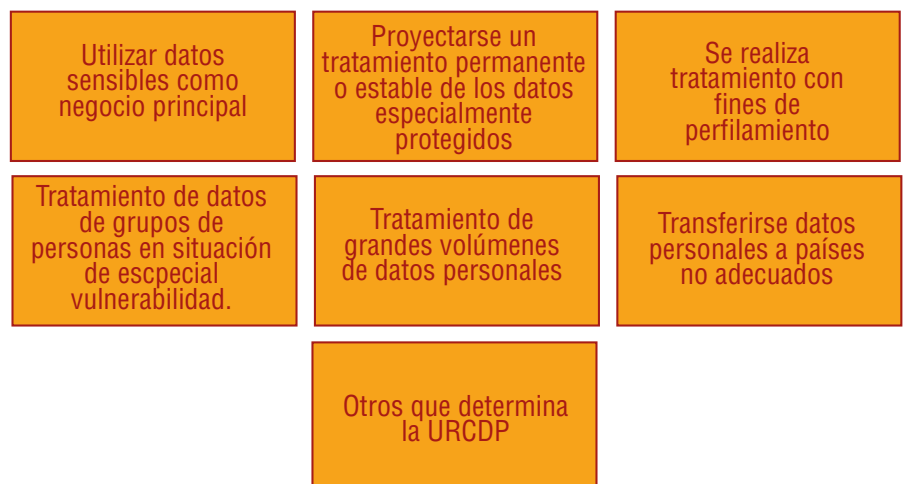 Utilizar datos
sensibles como
negocio principal
Proyectarse un
tratamiento permanente
o estable de los datos
especialmente
protegidos
Se realiza
tratamiento con
fines de
perfilamiento
Tratamiento de datos
de grupos de
personas en situación
de escpecial
vulnerabilidad.
Tratamiento de
grandes volúmenes
de datos personales
Transferirse datos
personales a países
no adecuados
Otros que determina
la URCDP